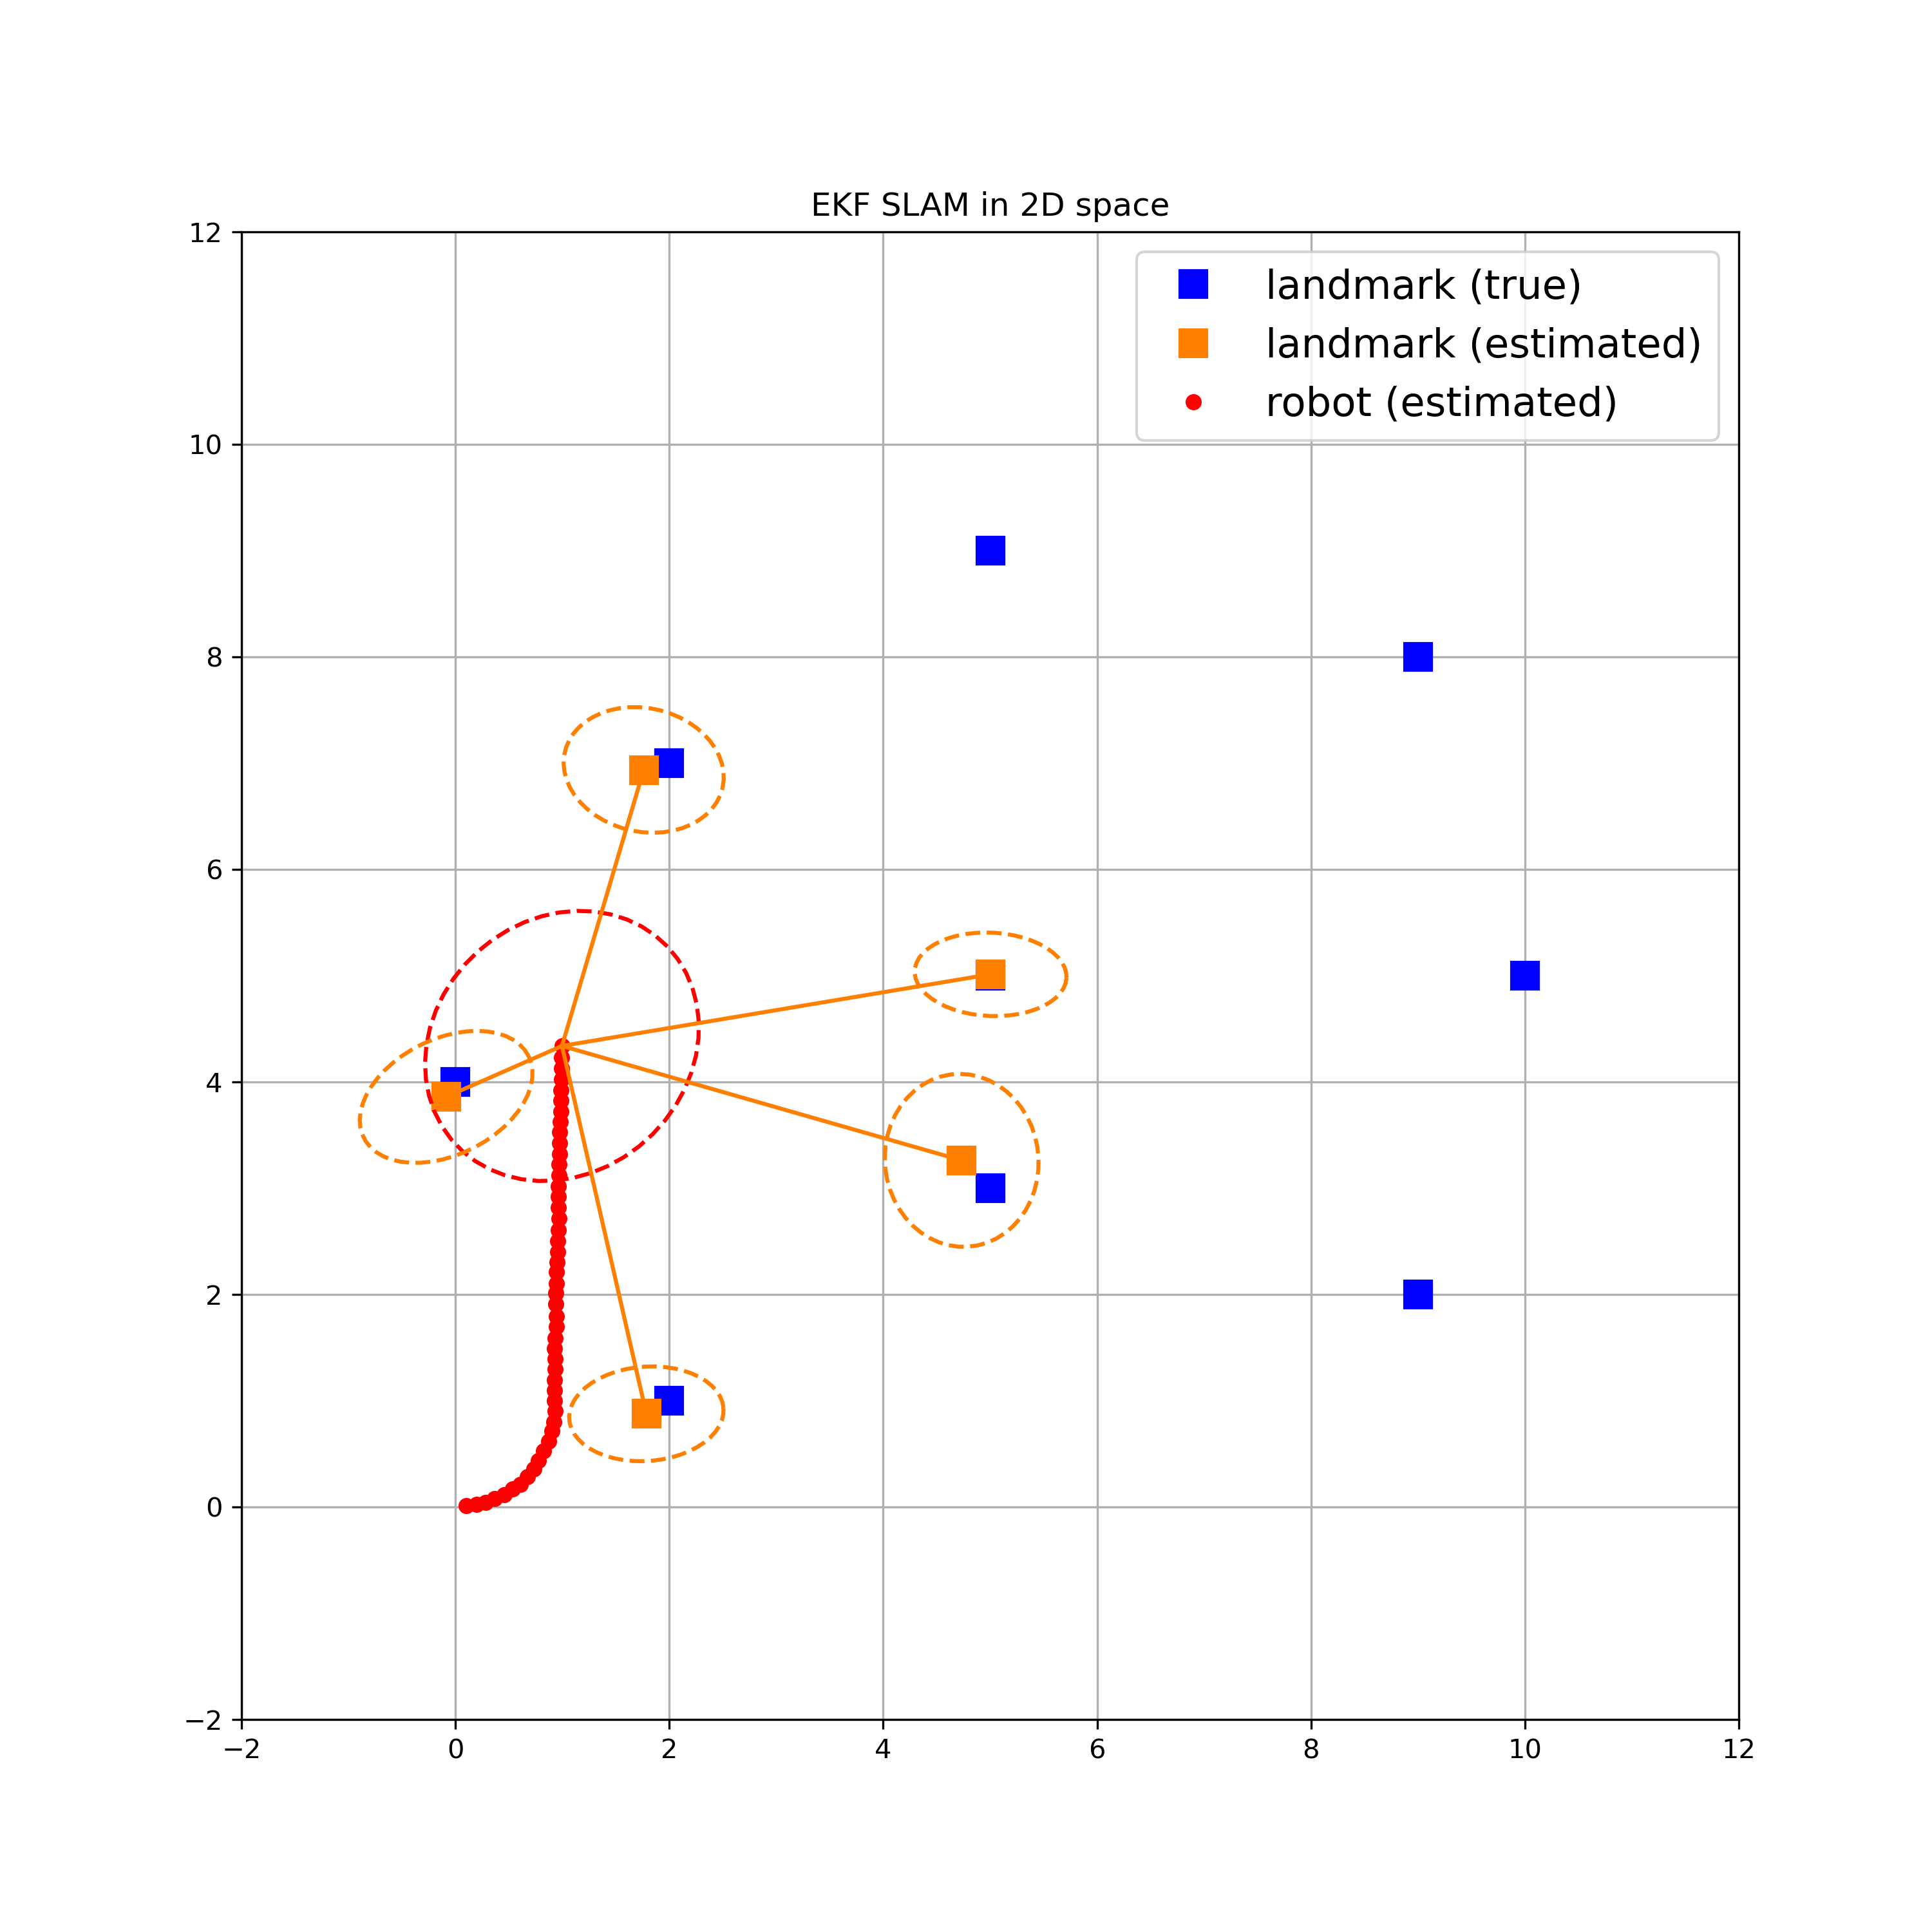 EKF SLAM in 2D space
landmark (true)
landmark (estimated)
robot (estimated)
12
10
8
6
4
2
0
−2
−2 0 2 4 6 8 10 12